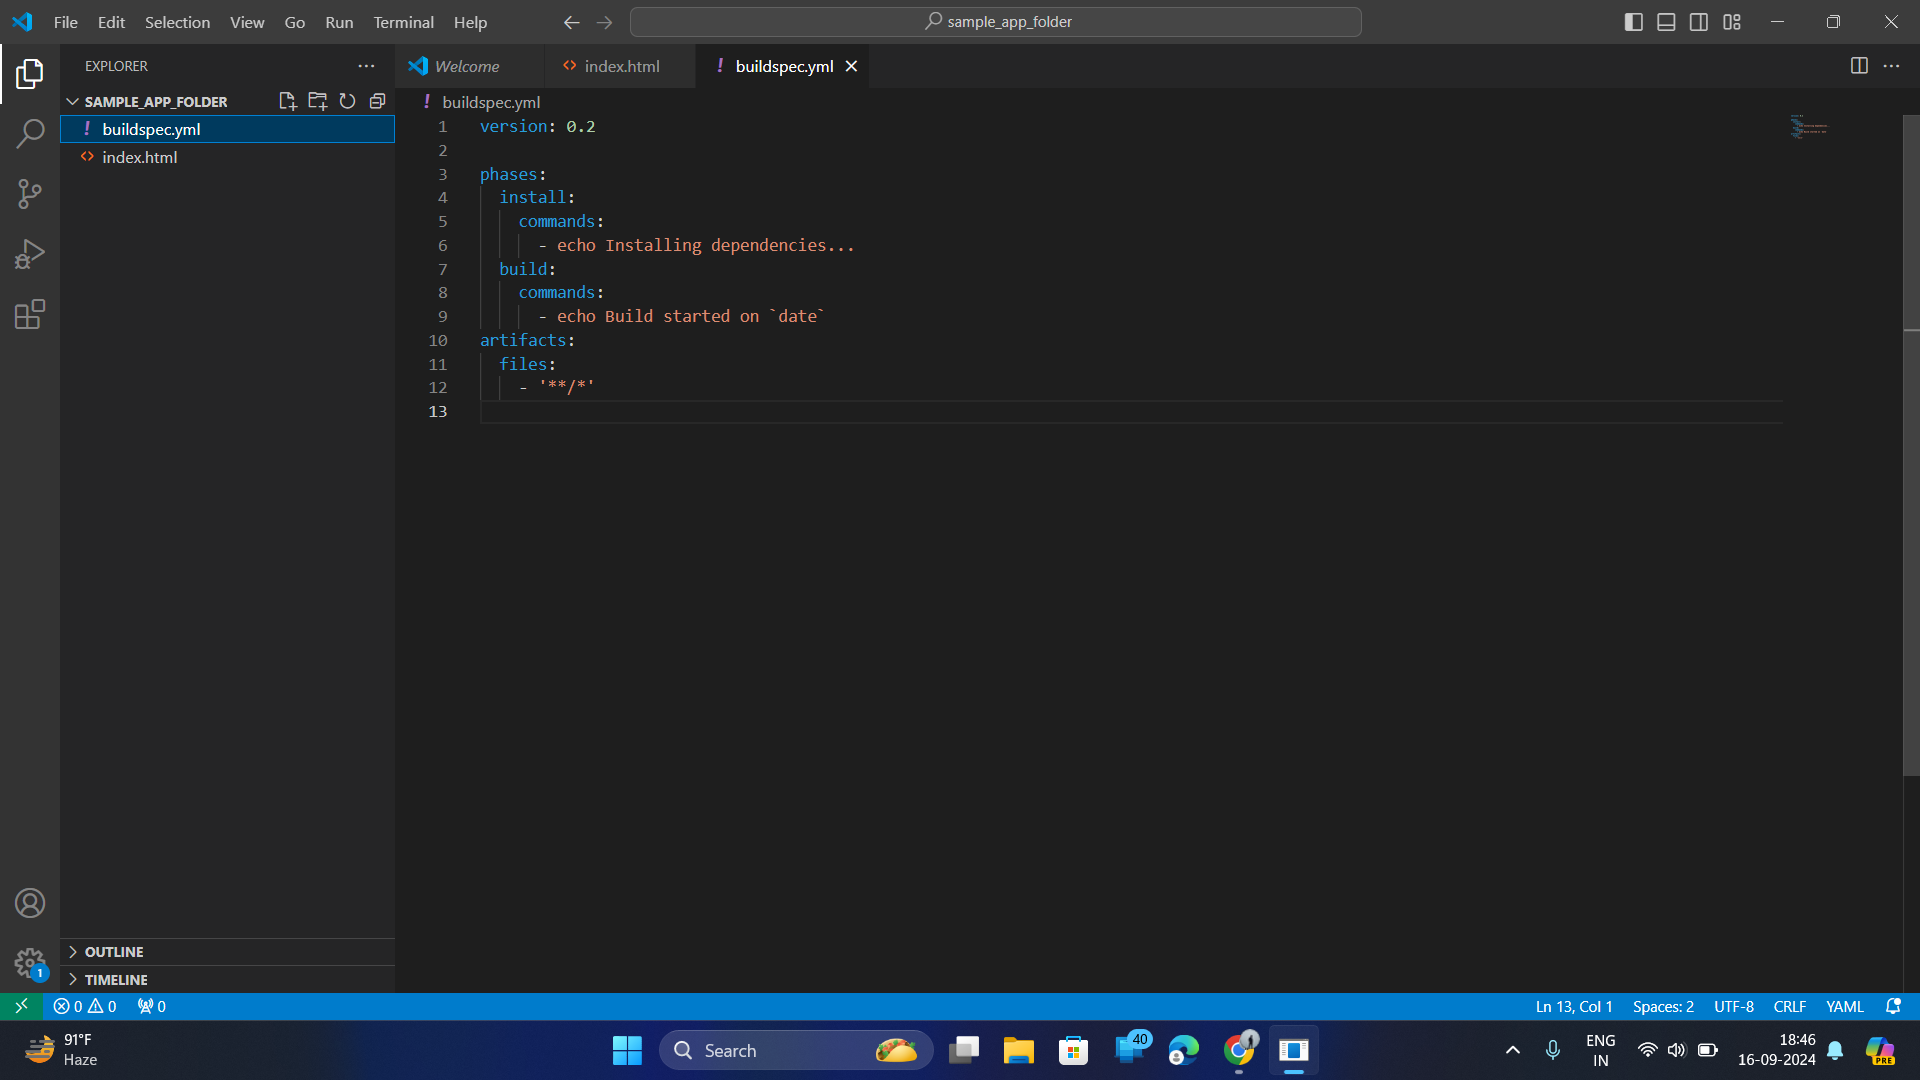 File Edit Selection View Go Run Terminal Help
sample_app_folder
EXPLORER
Welcome
index.html
! buildspec.yml
SAMPLE_APP_FOLDER
! buildspec.yml
index.html
! buildspec.yml
1 version: 0.2
2
3 phases:
4 install:
5 commands:
6 - echo Installing dependencies...
7 build:
8 commands:
9 - echo Build started on `date`
10 artifacts:
11 files:
12 - '**/*'
13
1
OUTLINE
TIMELINE
0 0 0
Ln 13, Col 1 Spaces: 2 UTF-8 CRLF YAML
91°F
Haze
Search
40
ENG
IN
18:46
16-09-2024
PRE